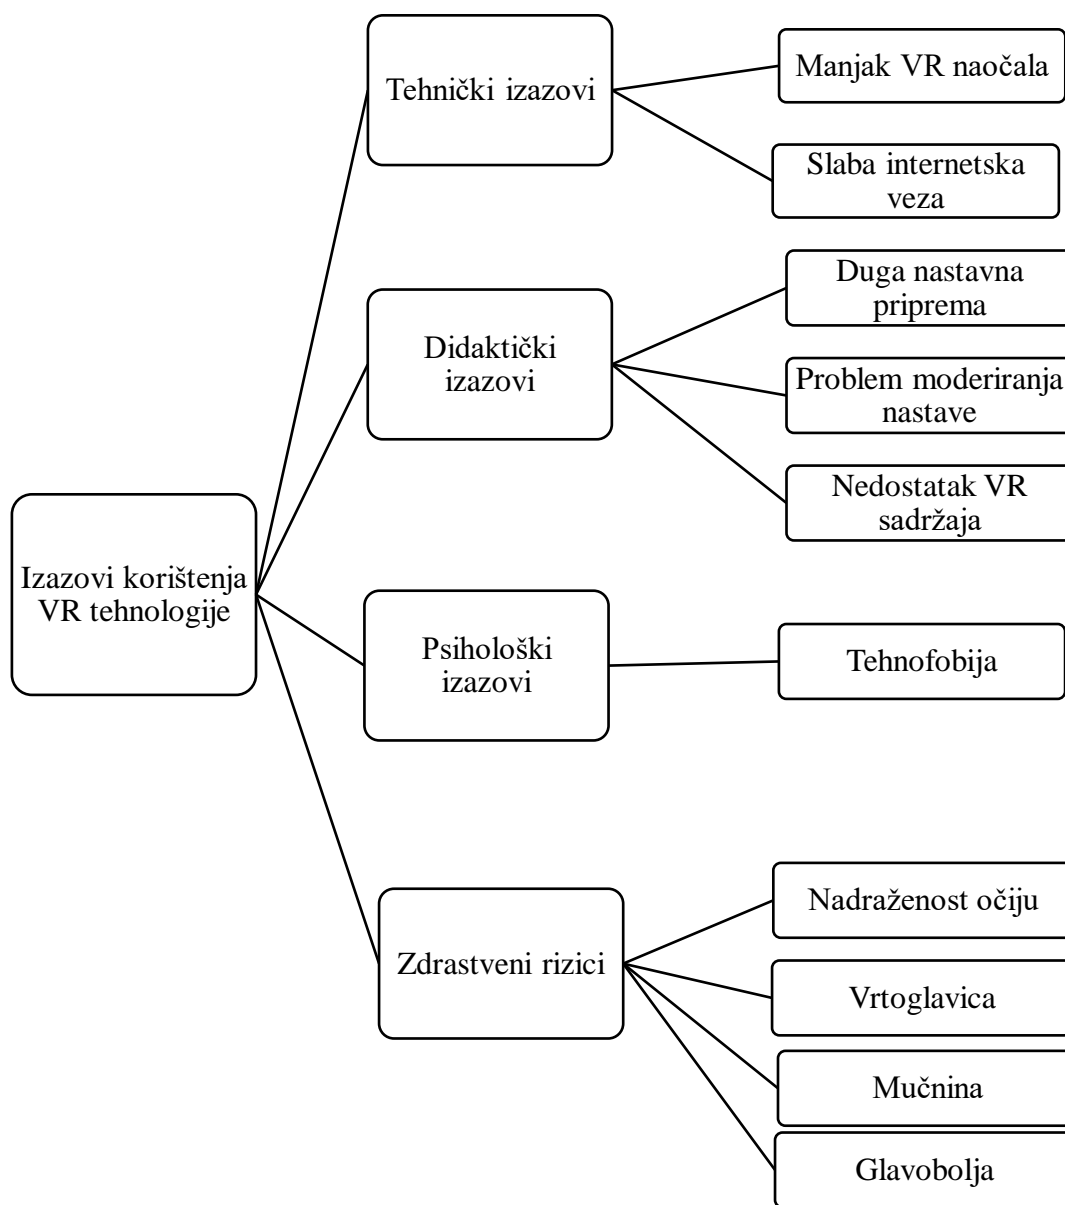 Izazovi korištenja
VR tehnologije
Tehnički izazovi
Manjak VR naočala
Slaba internetska
veza
Didaktički
izazovi
Duga nastavna
priprema
Problem moderiranja
nastave
Nedostatak VR
sadržaja
Psihološki
izazovi
Tehnofobija
Zdrastveni rizici
Nadraženost očiju
Vrtoglavica
Mučnina
Glavobolja